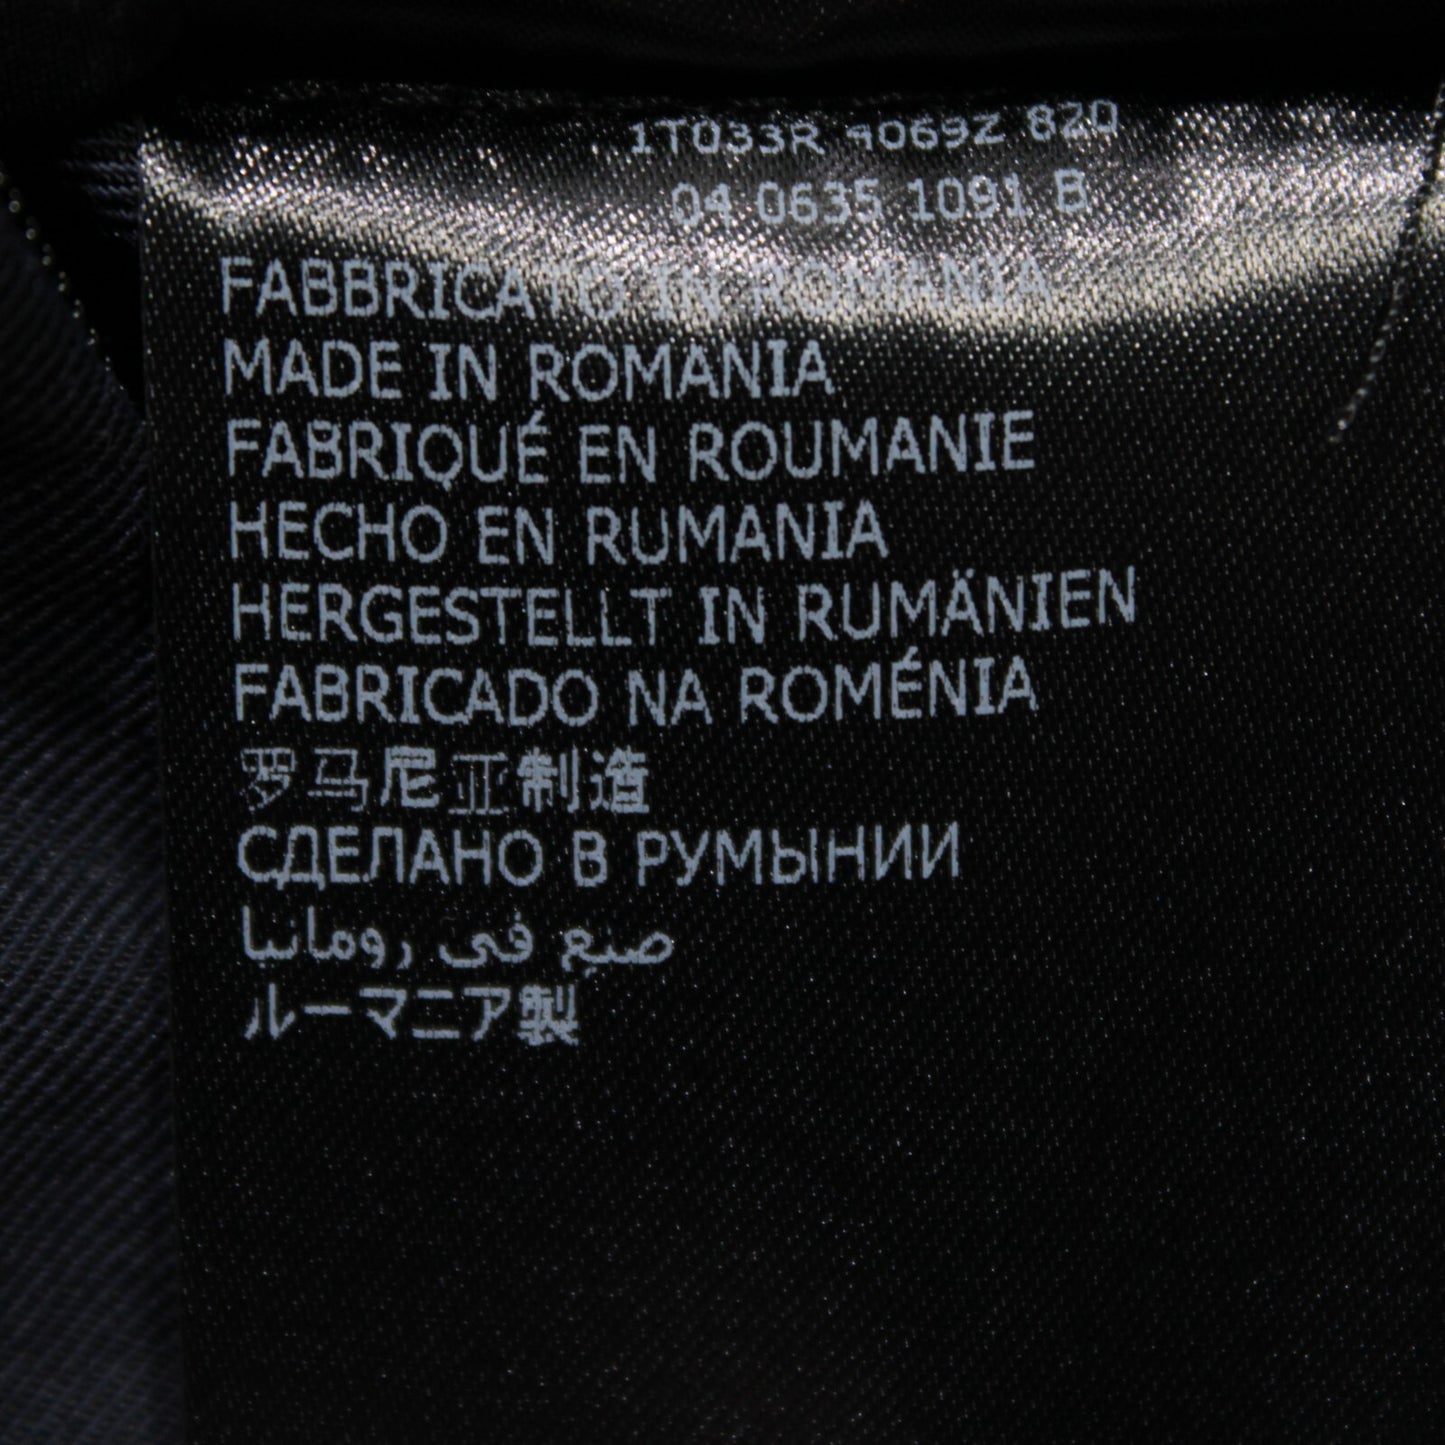 1T033R 90692 820
04 0635 1091 B
FABBRICATO IN ROMANIA
MADE IN ROMANIA
FABRIQUÉ EN ROUMANIE
HECHO EN RUMANIA
HERGESTELLT IN RUMÄNIEN
FABRICADO NA ROMÉNIA
罗马尼亚制造
СДЕЛАНО В РУМЫНИИ
صنع فى رومانيا
ルーマニア製